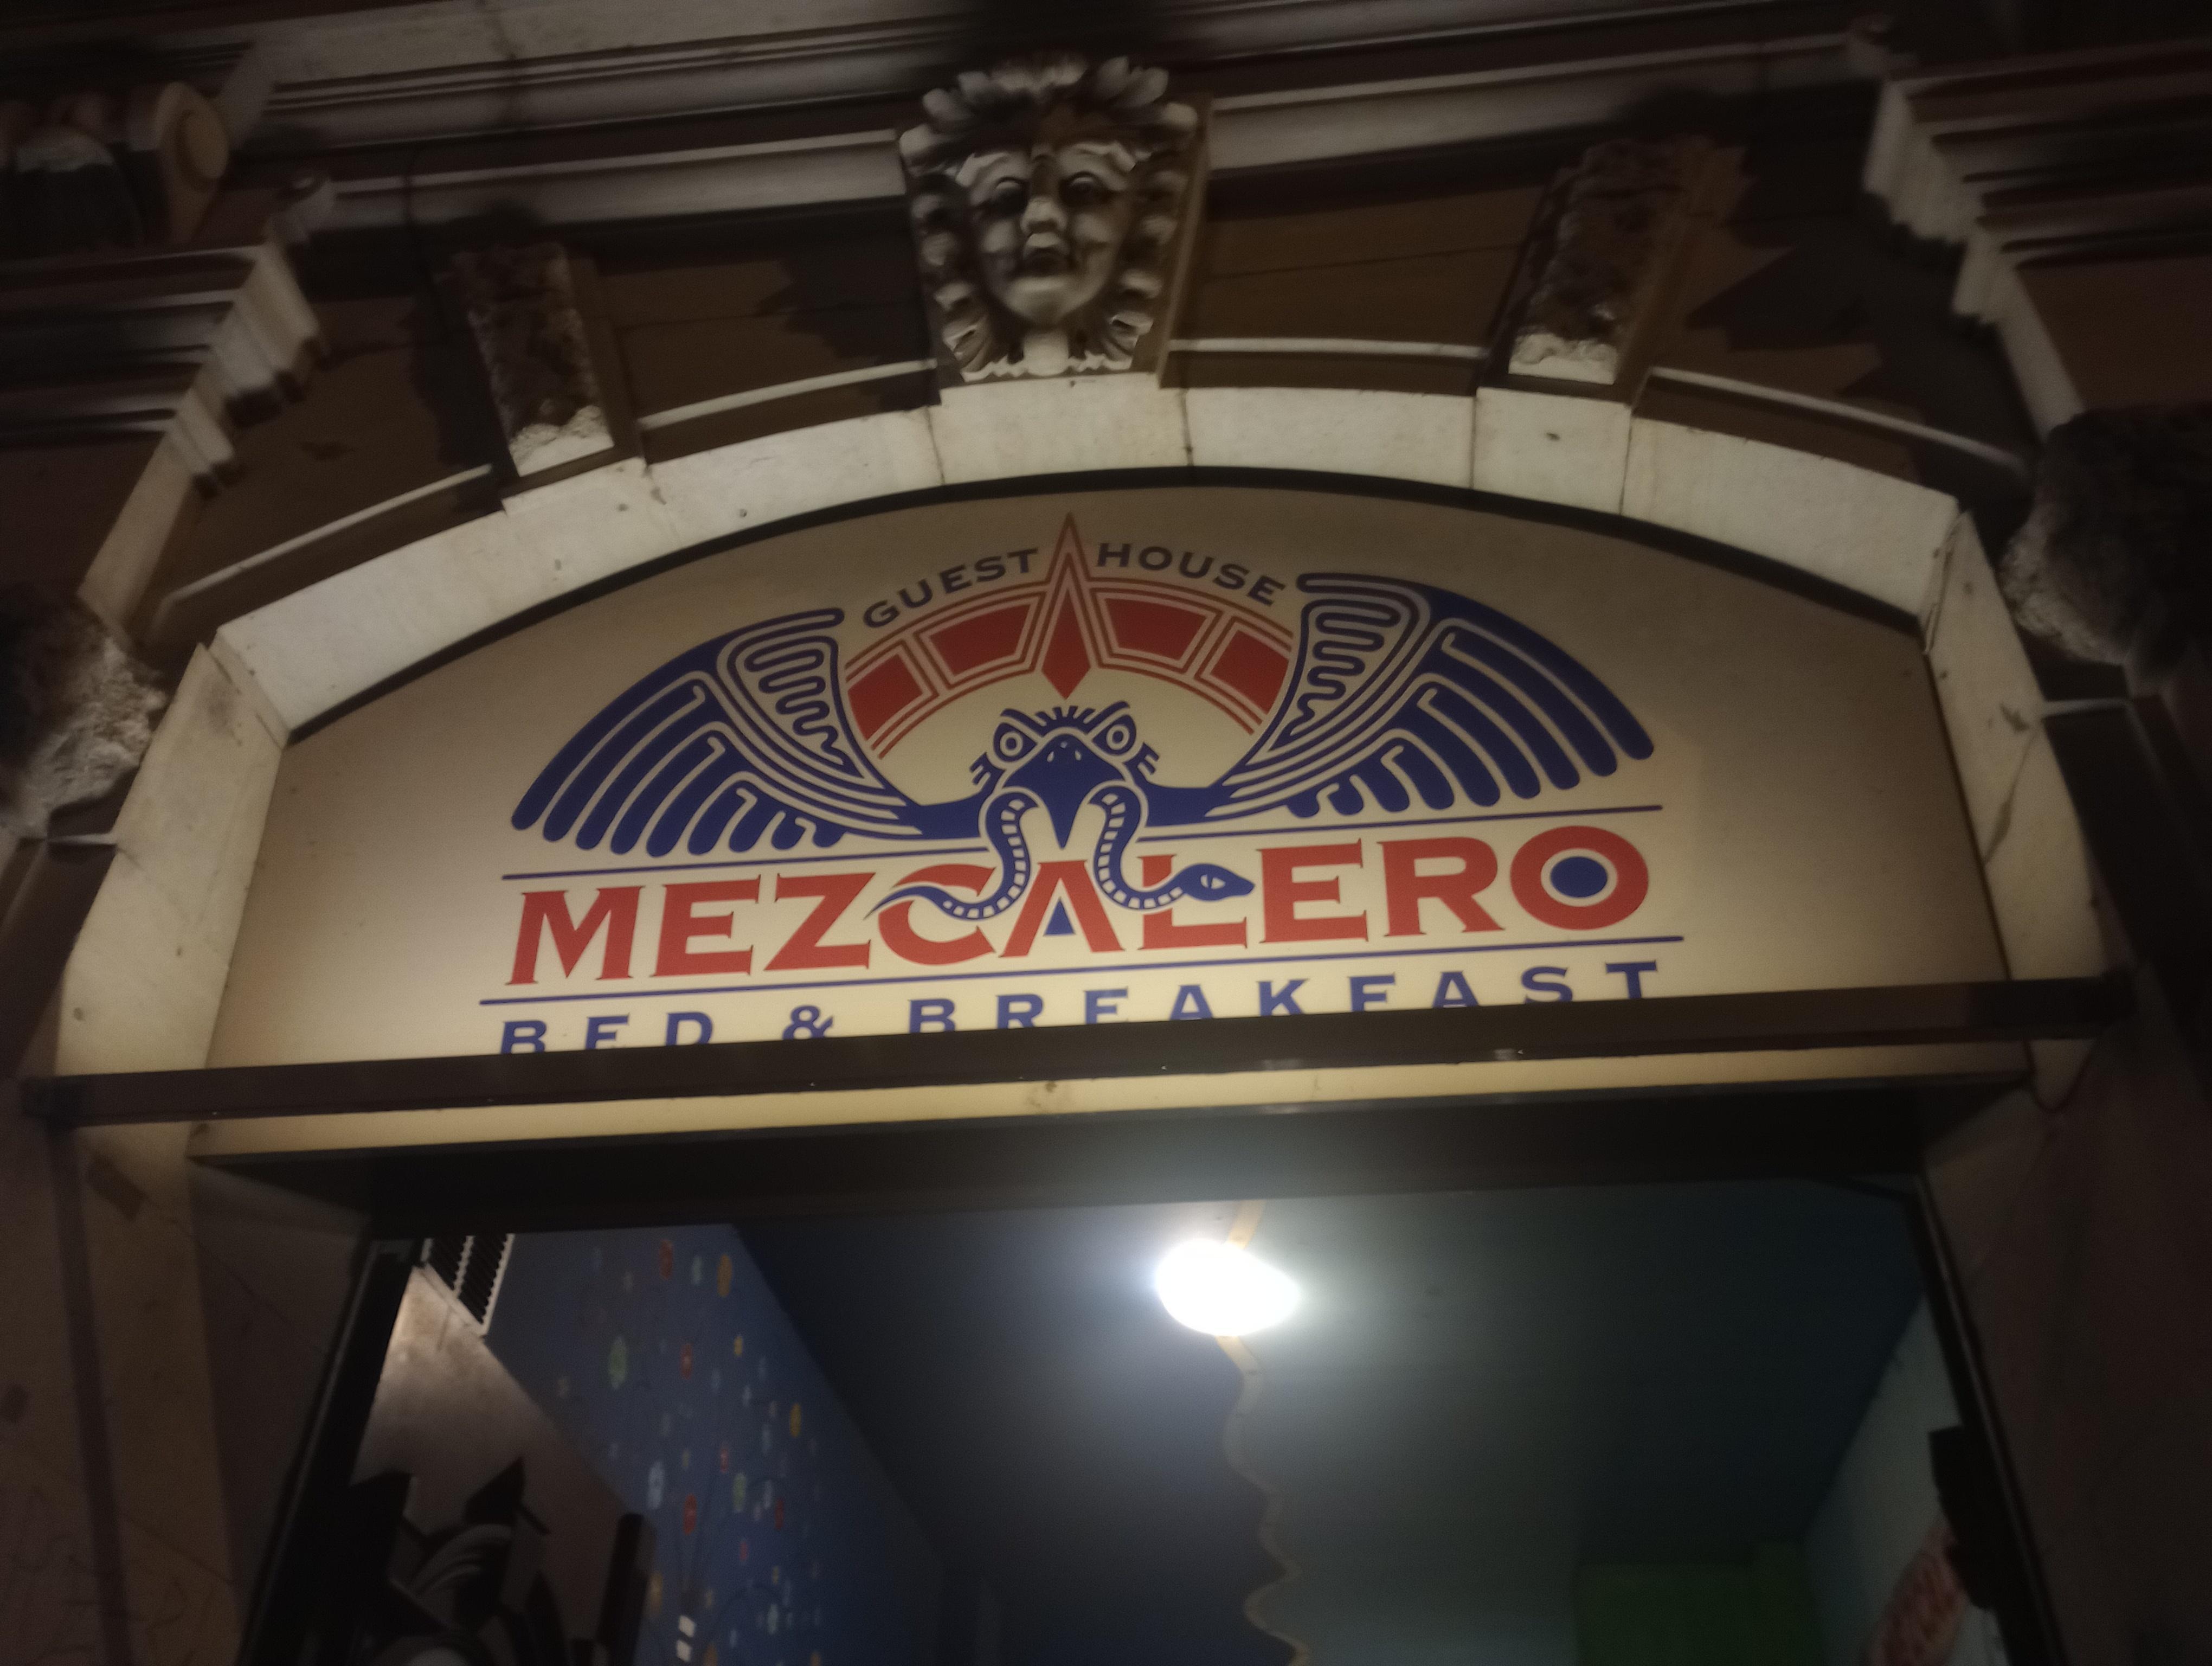 GUEST HOUSE
MEZCALERO
BED & BREAKFAST